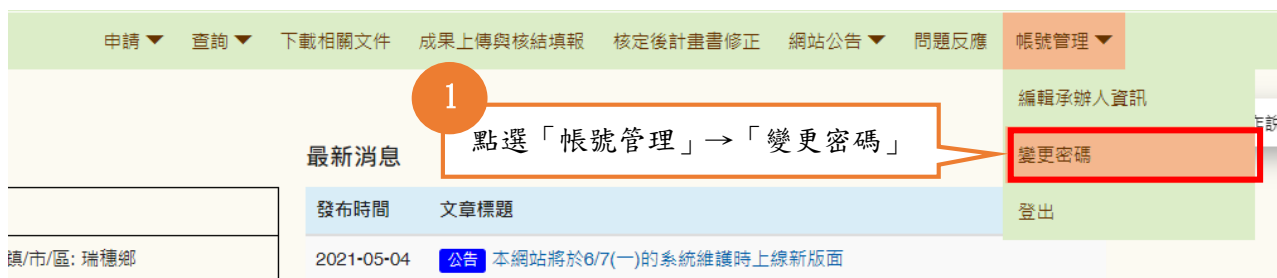 申請▼ 查詢▼ 下載相關文件 成果上傳與核結填報 核定後計畫書修正 網站公告▼ 問題反應 帳號管理▼
編輯承辦人資訊
變更密碼
登出
1
點選「帳號管理」→「變更密碼」
最新消息
發布時間 文章標題
鎮/市/區: 瑞穗鄉
2021-05-04 公告 本網站將於6/7(一)的系統維護時上線新版面